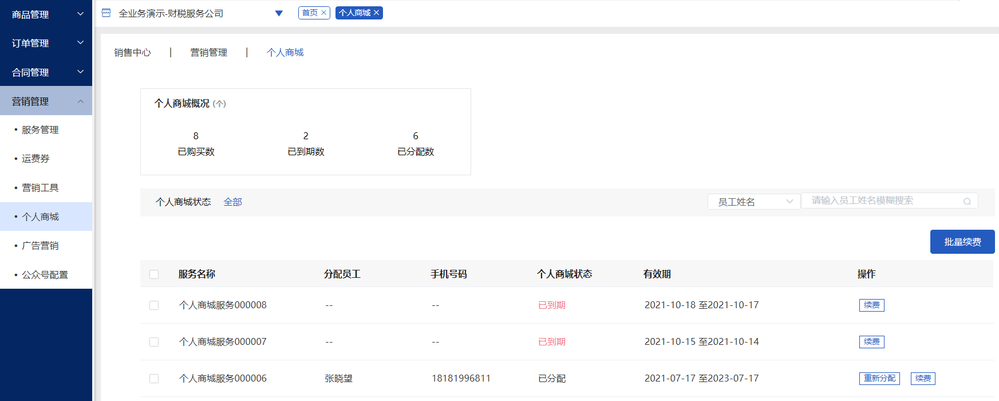 商品管理
订单管理
合同管理
营销管理
• 服务管理
• 运费券
• 营销工具
• 个人商城
• 广告营销
• 公众号配置
全业务演示-财税服务公司
首页 ×
个人商城 ×
销售中心 | 营销管理 | 个人商城
个人商城概况 (个)
8 2 6
已购买数 已到期数 已分配数
个人商城状态 全部 员工姓名 请输入员工姓名模糊搜索
批量续费
服务名称 分配员工 手机号码 个人商城状态 有效期 操作
个人商城服务000008 -- -- 已到期 2021-10-18 至2021-10-17 续费
个人商城服务000007 -- -- 已到期 2021-10-15 至2021-10-14 续费
个人商城服务000006 张晓望 18181996811 已分配 2021-07-17 至2023-07-17 重新分配 续费